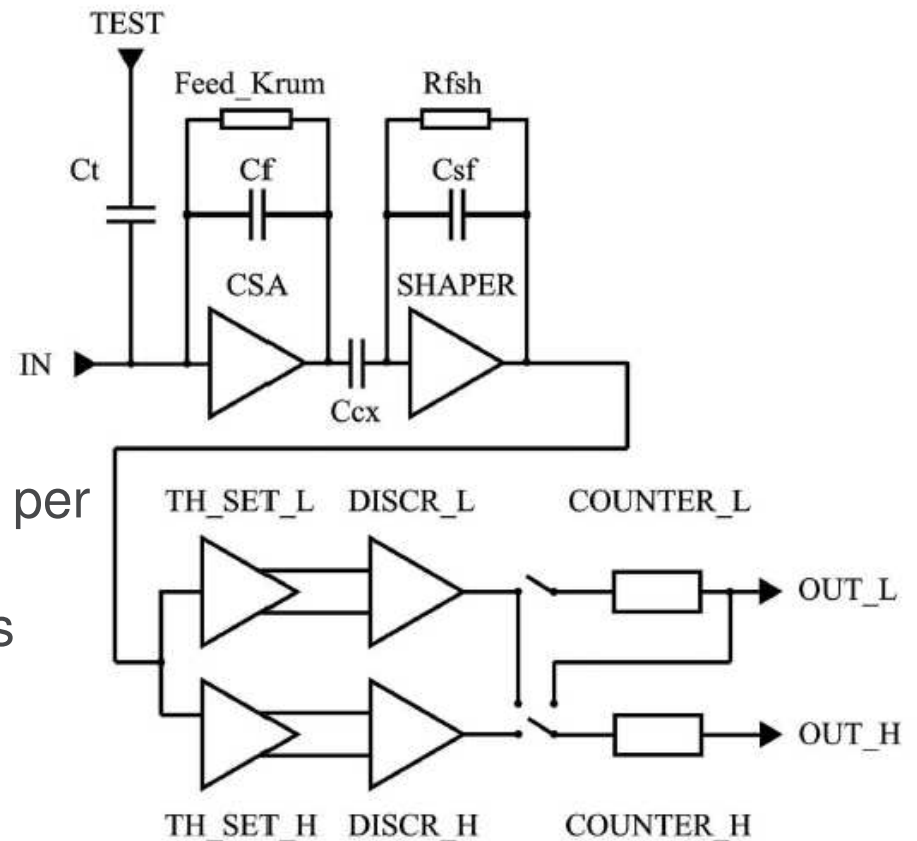 TEST
Feed_Krum
Rfsh
Ct
Cf
Csf
CSA
SHAPER
IN
Ccx
per
TH_SET_L
DISCR_L
COUNTER_L
s
OUT_L
OUT_H
TH_SET_H
DISCR_H
COUNTER_H